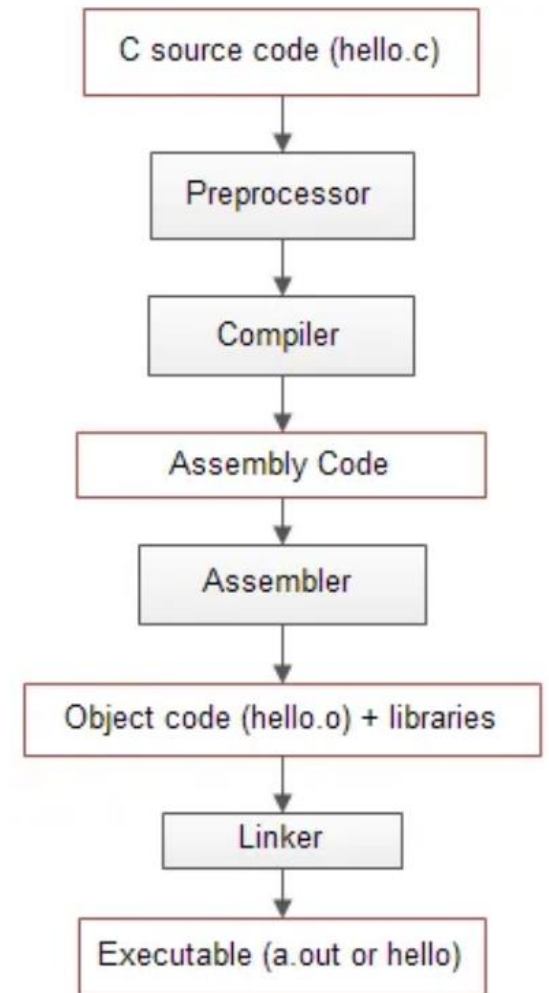 C source code (hello.c)
Preprocessor
Compiler
Assembly Code
Assembler
Object code (hello.o) + libraries
Linker
Executable (a.out or hello)